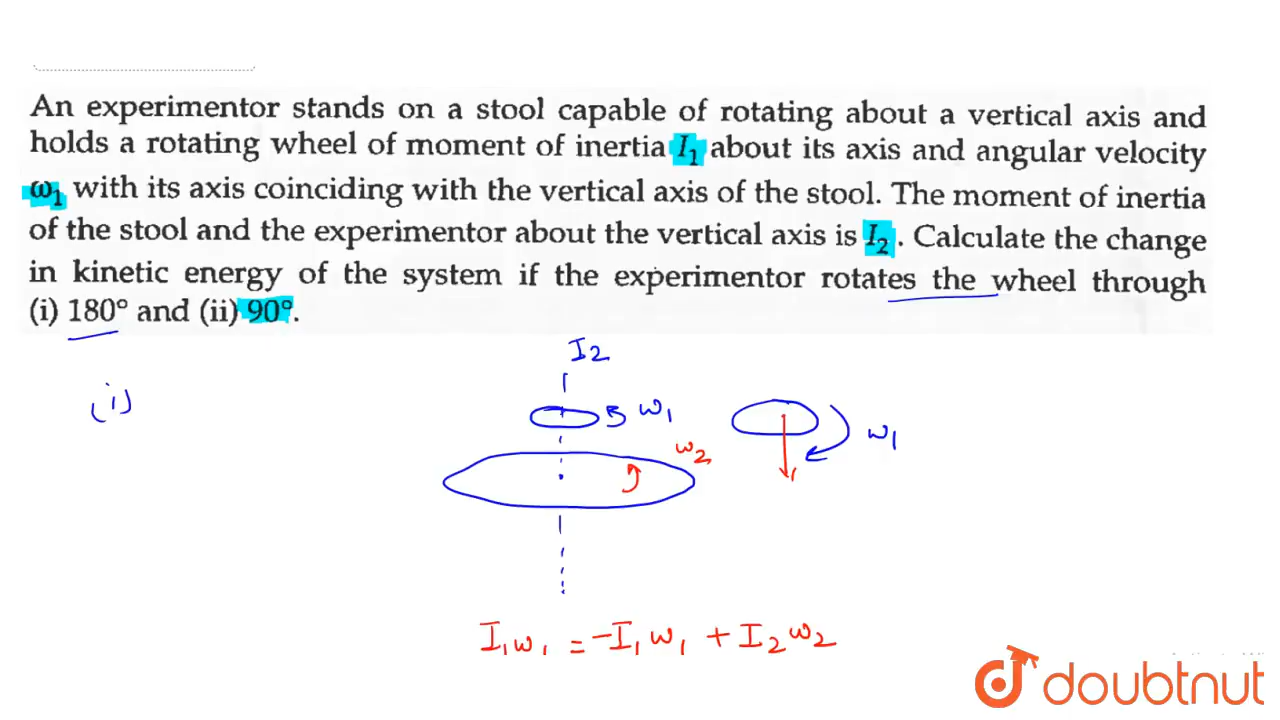 An experimentor stands on a stool capable of rotating about a vertical axis and
holds a rotating wheel of moment of inertia I₁ about its axis and angular velocity
ω₁ with its axis coinciding with the vertical axis of the stool. The moment of inertia
of the stool and the experimentor about the vertical axis is I₂. Calculate the change
in kinetic energy of the system if the experimentor rotates the wheel through
(i) 180° and (ii) 90°.
I2
(i)
ω₁
ω₁
ω₂
I₁ω₁ = -I₁ω₁ + I₂ω₂
doubtnut